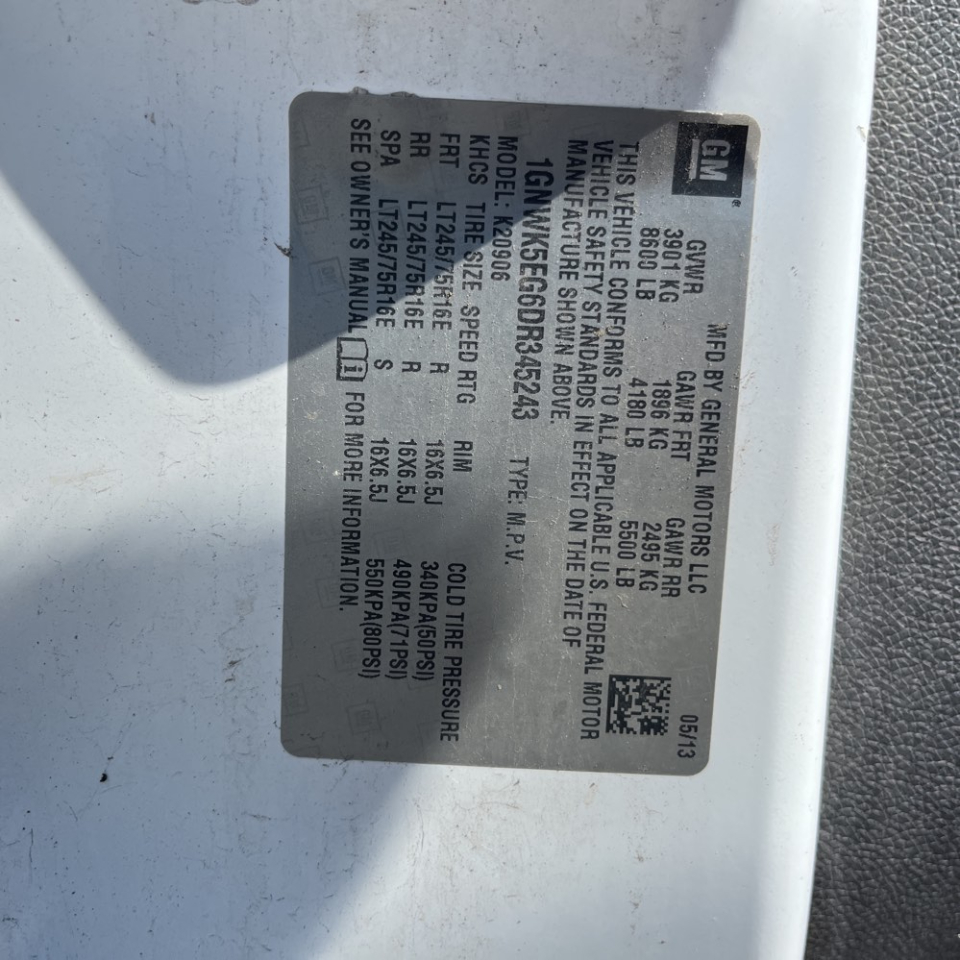 GM®
MFD BY GENERAL MOTORS LLC 05/13
GVWR GAWR FRT GAWR RR
3901 KG 1896 KG 2495 KG
8600 LB 4180 LB 5500 LB
THIS VEHICLE CONFORMS TO ALL APPLICABLE U.S. FEDERAL MOTOR
VEHICLE SAFETY STANDARDS IN EFFECT ON THE DATE OF
MANUFACTURE SHOWN ABOVE.
1GNWK5EG6DR345243 TYPE: M.P.V.
MODEL: K20906
KHCS TIRE SIZE SPEED RTG RIM COLD TIRE PRESSURE
FRT LT245/75R16E R 16X6.5J 340KPA(50PSI)
RR LT245/75R16E R 16X6.5J 490KPA(71PSI)
SPA LT245/75R16E S 16X6.5J 550KPA(80PSI)
SEE OWNER'S MANUAL i FOR MORE INFORMATION.